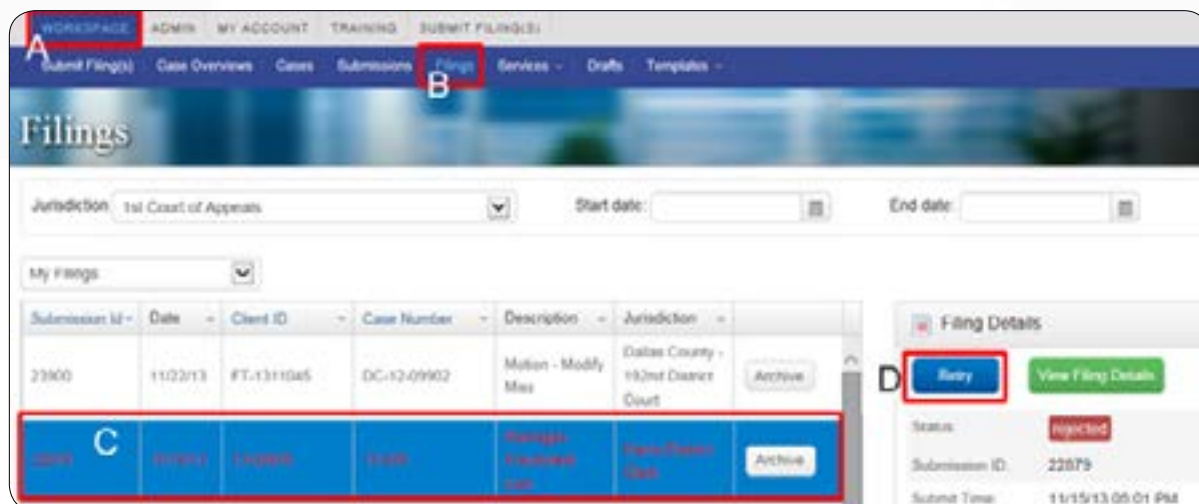 WORKSPACE ADMIN MY ACCOUNT TRAINING SUBMIT FILING(S)
A
Submit Filing(s) Case Overviews Cases Submissions Filings Services Drafts Templates
B
Filings
Jurisdiction 1st Court of Appeals Start date: End date:
My Filings
Submission Id Date Client ID Case Number Description Jurisdiction
Filing Details
23900 11/22/13 FT-1311045 DC-12-09902 Motion - Modify Dallas County - 192nd District Court Archive
D Retry View Filing Details
C Archive
Status: rejected
Submission ID: 22879
Submit Time: 11/15/13 05:01 PM